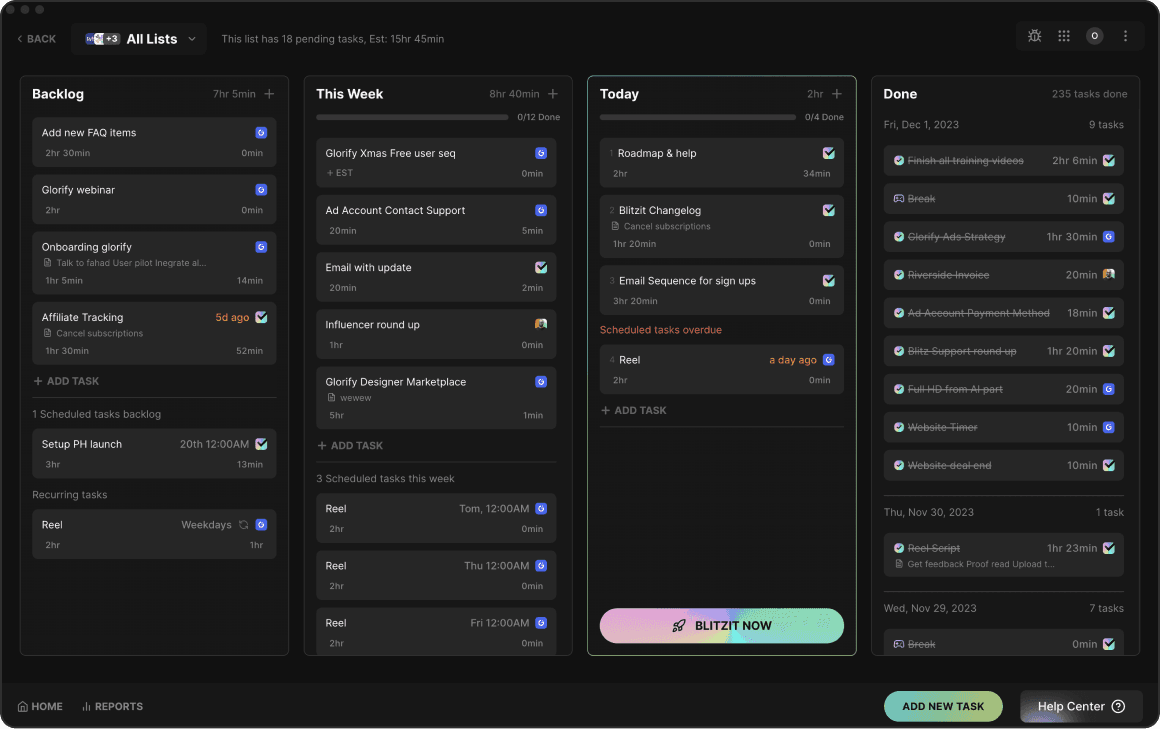 BACK
+3 All Lists
This list has 18 pending tasks, Est: 15hr 45min
O
Backlog
7hr 5min
Add new FAQ items
2hr 30min
0min
Glorify webinar
2hr
0min
Onboarding glorify
Talk to fahad User pilot Inegrate al...
1hr 5min
14min
Affiliate Tracking
5d ago
Cancel subscriptions
1hr 30min
52min
+ ADD TASK
1 Scheduled tasks backlog
Setup PH launch
20th 12:00AM
3hr
13min
Recurring tasks
Reel
Weekdays
2hr
1hr
This Week
8hr 40min
0/12 Done
Glorify Xmas Free user seq
+ EST
0min
Ad Account Contact Support
20min
5min
Email with update
20min
2min
Influencer round up
1hr
0min
Glorify Designer Marketplace
wewew
5hr
1min
+ ADD TASK
3 Scheduled tasks this week
Reel
Tom, 12:00AM
2hr
0min
Reel
Thu 12:00AM
2hr
0min
Reel
Fri 12:00AM
2hr
0min
Today
2hr
0/4 Done
1 Roadmap & help
2hr
34min
2 Blitzit Changelog
Cancel subscriptions
1hr 20min
0min
3 Email Sequence for sign ups
3hr 20min
0min
Scheduled tasks overdue
4 Reel
a day ago
2hr
0min
+ ADD TASK
BLITZIT NOW
Done
235 tasks done
Fri, Dec 1, 2023
9 tasks
Finish all training videos
2hr 6min
Break
10min
Glorify Ads Strategy
1hr 30min
Riverside Invoice
20min
Ad Account Payment Method
18min
Blitz Support round up
1hr 20min
Full HD from AI part
20min
Website Timer
10min
Website deal end
10min
Thu, Nov 30, 2023
1 task
Reel Script
1hr 23min
Get feedback Proof read Upload t...
Wed, Nov 29, 2023
7 tasks
Break
0min
HOME
REPORTS
ADD NEW TASK
Help Center